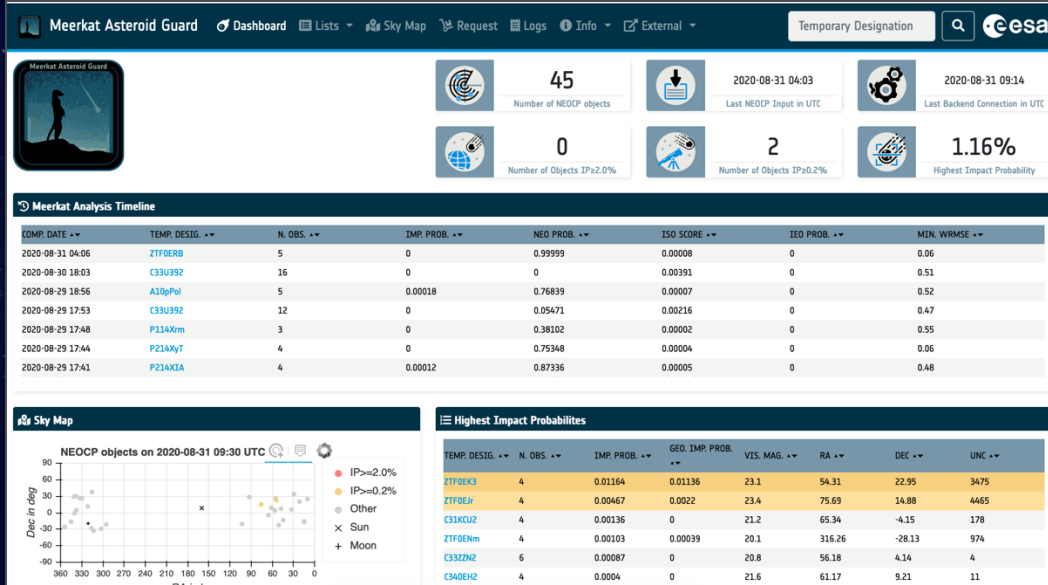 Meerkat Asteroid Guard Dashboard Lists Sky Map Request Logs Info External Temporary Designation esa
Meerkat Asteroid Guard
45
Number of NEOCP objects
2020-08-31 04:03
Last NEOCP Input in UTC
2020-08-31 09:14
Last Backend Connection in UTC
0
Number of Objects IP≥2.0%
2
Number of Objects IP≥0.2%
1.16%
Highest Impact Probability
Meerkat Analysis Timeline
COMP. DATE TEMP. DESIG. N. OBS. IMP. PROB. NEO PROB. ISO SCORE IEO PROB. MIN. WRMSE
2020-08-31 04:06 ZTF0ERB 5 0 0.99999 0.00008 0 0.06
2020-08-30 18:03 C33U392 16 0 0 0.00391 0 0.51
2020-08-29 18:56 A10pPol 5 0.00018 0.76839 0.00007 0 0.52
2020-08-29 17:53 C33U392 12 0 0.05471 0.00216 0 0.47
2020-08-29 17:48 P114Xrm 3 0 0.38102 0.00002 0 0.55
2020-08-29 17:44 P214XyT 4 0 0.75348 0.00004 0 0.06
2020-08-29 17:41 P214XIA 4 0.00012 0.87336 0.00005 0 0.48
Sky Map
NEOCP objects on 2020-08-31 09:30 UTC
IP>=2.0%
IP>=0.2%
Other
Sun
Moon
Dec in deg
90
60
30
0
-30
-60
-90
360 330 300 270 240 210 180 150 120 90 60 30 0
Highest Impact Probabilites
TEMP. DESIG. N. OBS. IMP. PROB. GEO. IMP. PROB. VIS. MAG. RA DEC UNC
ZTF0EK3 4 0.01164 0.01136 23.1 54.31 22.95 3475
ZTF0EJr 4 0.00467 0.0022 23.4 75.69 14.88 4465
C31KCU2 4 0.00136 0 21.2 65.34 -4.15 178
ZTF0ENm 4 0.00103 0.00039 20.1 316.26 -28.13 974
C33ZZN2 6 0.00087 0 20.8 56.18 4.14 4
C340EH2 4 0.0004 0 21.6 61.17 9.21 11